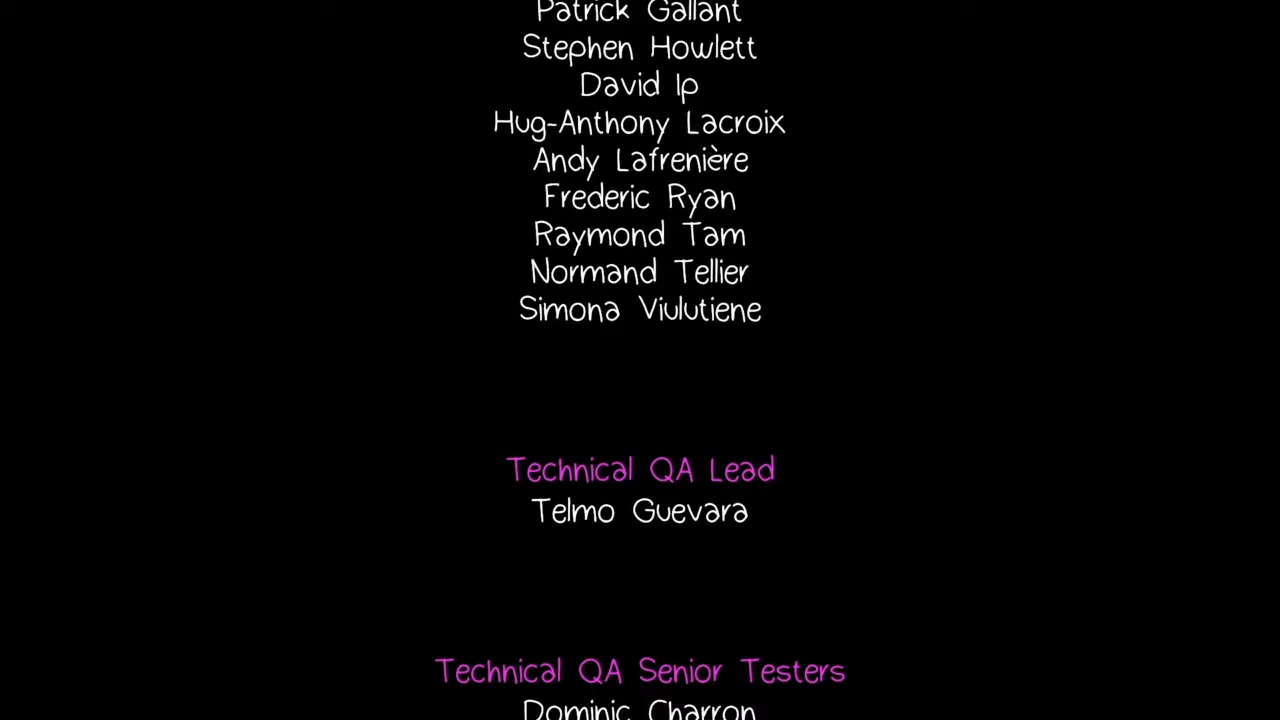 Patrick Gallant
Stephen Howlett
David Ip
Hug-Anthony Lacroix
Andy Lafrenière
Frederic Ryan
Raymond Tam
Normand Tellier
Simona Viulutiene
Technical QA Lead
Telmo Guevara
Technical QA Senior Testers
Dominic Charron